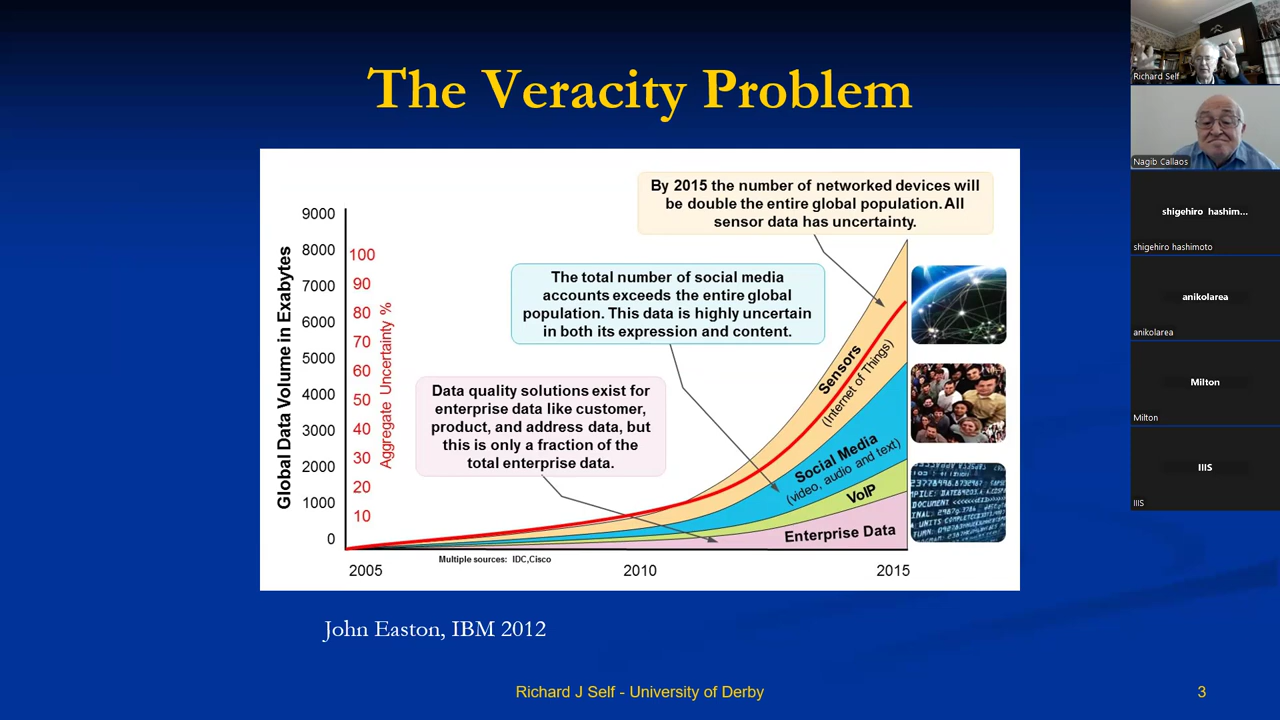 The Veracity Problem
Global Data Volume in Exabytes
9000
8000
7000
6000
5000
4000
3000
2000
1000
0
Aggregate Uncertainty %
100
90
80
70
60
50
40
30
20
10
By 2015 the number of networked devices will
be double the entire global population. All
sensor data has uncertainty.
The total number of social media
accounts exceeds the entire global
population. This data is highly uncertain
in both its expression and content.
Data quality solutions exist for
enterprise data like customer,
product, and address data, but
this is only a fraction of the
total enterprise data.
Sensors
(Internet of Things)
Social Media
(video, audio and text)
VoIP
Enterprise Data
Multiple sources: IDC,Cisco
2005
2010
2015
John Easton, IBM 2012
Richard J Self - University of Derby
3
Richard Self
Nagib Callaos
shigehiro hashim...
shigehiro hashimoto
anikolarea
anikolarea
Milton
Milton
IIIS
IIIS